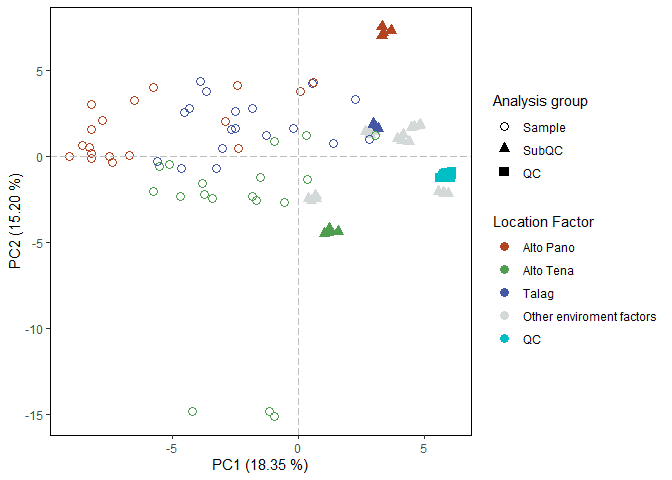 5
0
-5
-10
-15
PC2 (15.20 %)
-5
0
5
PC1 (18.35 %)
Analysis group
Sample
SubQC
QC
Location Factor
Alto Pano
Alto Tena
Talag
Other enviroment factors
QC